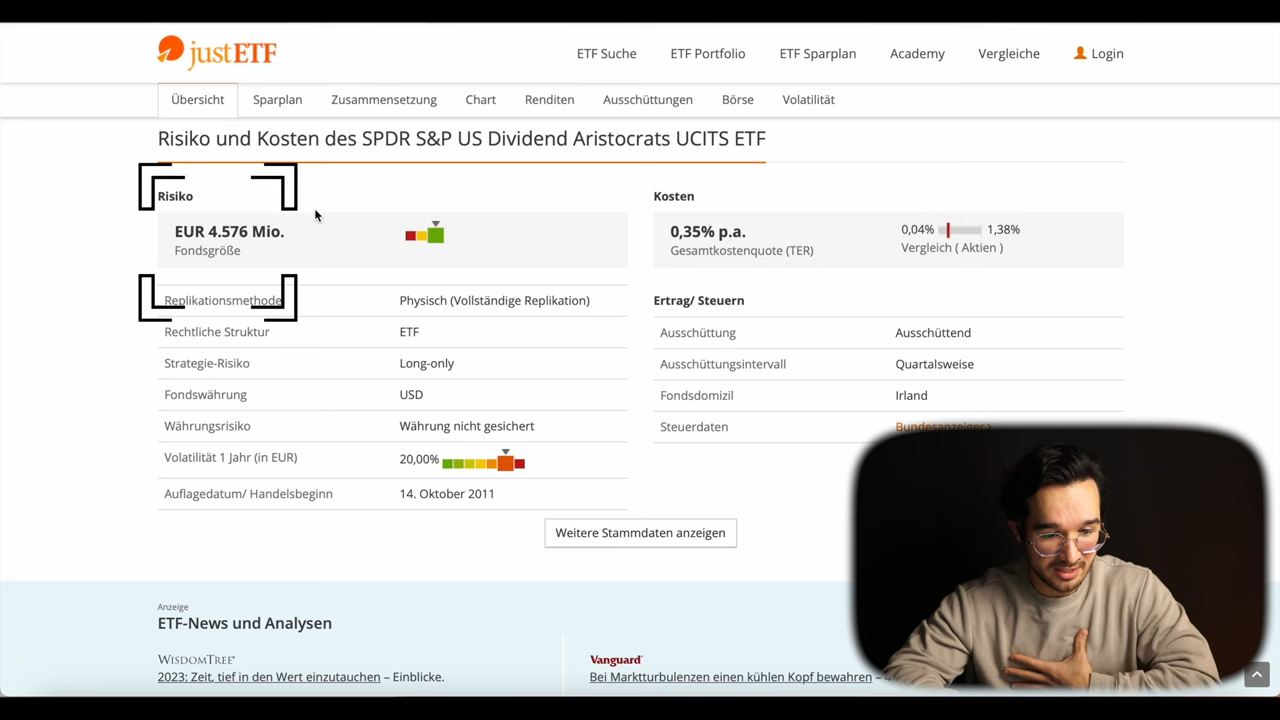 justETF
ETF Suche
ETF Portfolio
ETF Sparplan
Academy
Vergleiche
Login
Übersicht
Sparplan
Zusammensetzung
Chart
Renditen
Ausschüttungen
Börse
Volatilität
Risiko und Kosten des SPDR S&P US Dividend Aristocrats UCITS ETF
Risiko
EUR 4.576 Mio.
Fondsgröße
Replikationsmethode Physisch (Vollständige Replikation)
Rechtliche Struktur ETF
Strategie-Risiko Long-only
Fondswährung USD
Währungsrisiko Währung nicht gesichert
Volatilität 1 Jahr (in EUR) 20,00%
Auflagedatum/ Handelsbeginn 14. Oktober 2011
Kosten
0,35% p.a.
Gesamtkostenquote (TER)
0,04% 1,38%
Vergleich ( Aktien )
Ertrag/ Steuern
Ausschüttung Ausschüttend
Ausschüttungsintervall Quartalsweise
Fondsdomizil Irland
Steuerdaten Bundesanzeiger >
Weitere Stammdaten anzeigen
Anzeige
ETF-News und Analysen
WISDOMTREE®
2023: Zeit, tief in den Wert einzutauchen – Einblicke.
Vanguard®
Bei Marktturbulenzen einen kühlen Kopf bewahren –